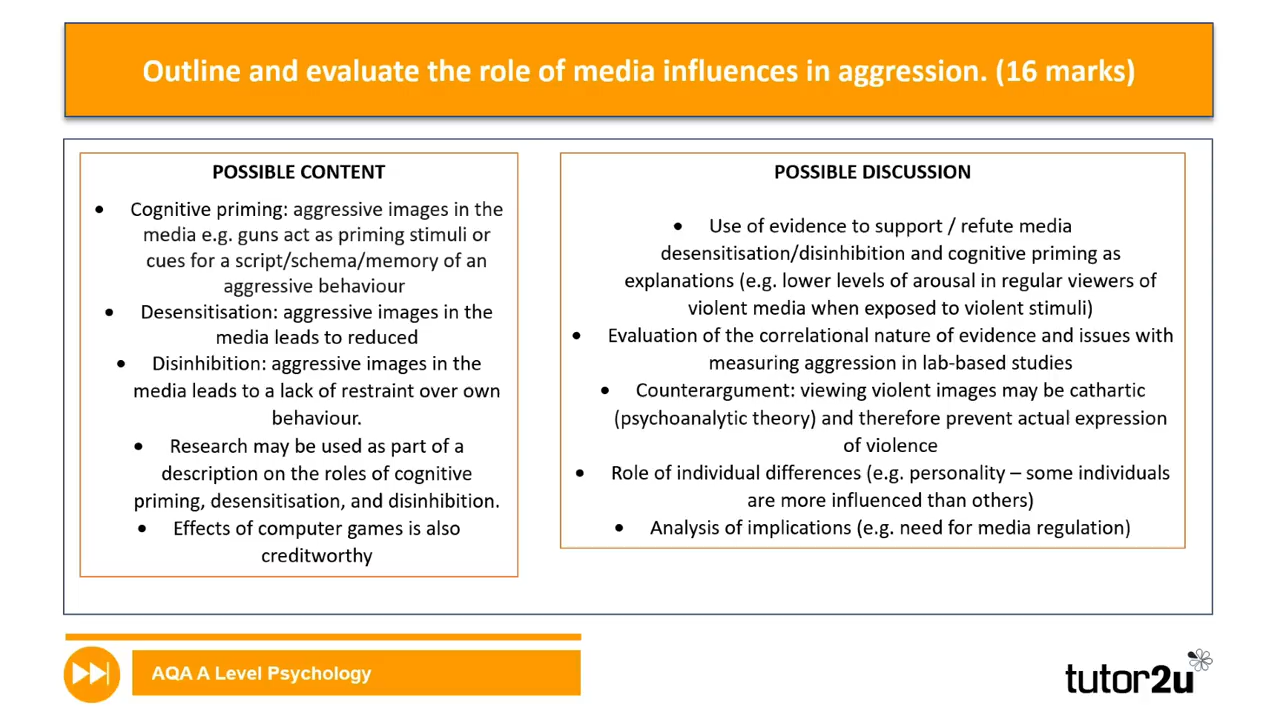 Outline and evaluate the role of media influences in aggression. (16 marks)
POSSIBLE CONTENT
• Cognitive priming: aggressive images in the
media e.g. guns act as priming stimuli or
cues for a script/schema/memory of an
aggressive behaviour
• Desensitisation: aggressive images in the
media leads to reduced
• Disinhibition: aggressive images in the
media leads to a lack of restraint over own
behaviour.
• Research may be used as part of a
description on the roles of cognitive
priming, desensitisation, and disinhibition.
• Effects of computer games is also
creditworthy
POSSIBLE DISCUSSION
• Use of evidence to support / refute media
desensitisation/disinhibition and cognitive priming as
explanations (e.g. lower levels of arousal in regular viewers of
violent media when exposed to violent stimuli)
• Evaluation of the correlational nature of evidence and issues with
measuring aggression in lab-based studies
• Counterargument: viewing violent images may be cathartic
(psychoanalytic theory) and therefore prevent actual expression
of violence
• Role of individual differences (e.g. personality – some individuals
are more influenced than others)
• Analysis of implications (e.g. need for media regulation)
AQA A Level Psychology
tutor2u